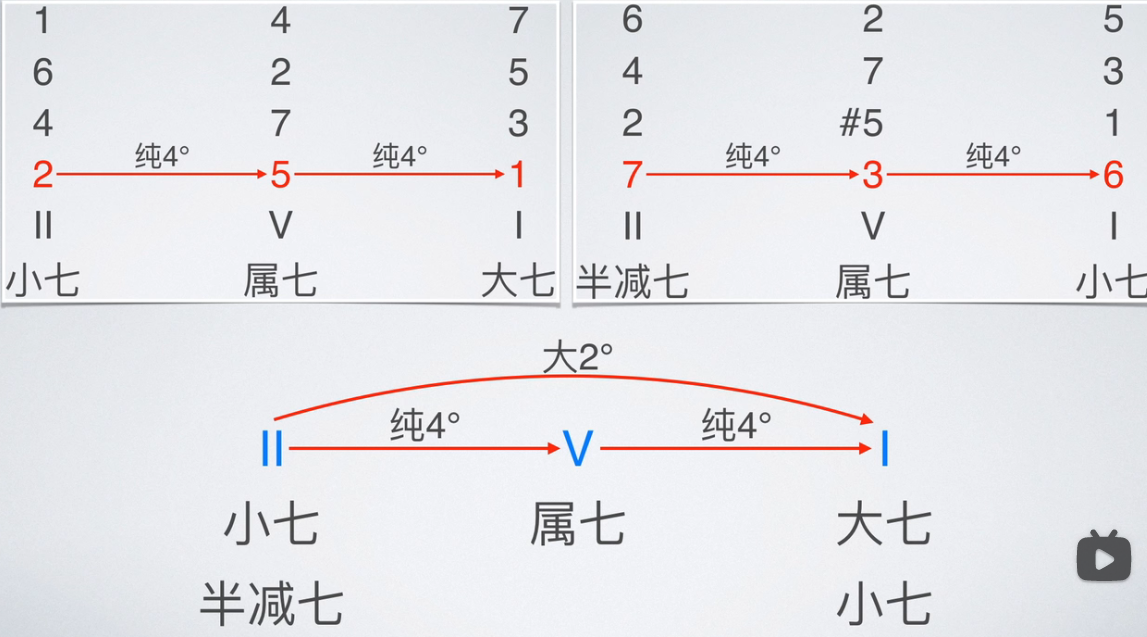 1 4 7
6 2 5
4 7 3
纯4° 纯4°
2 5 1
II V I
小七 属七 大七
6 2 5
4 7 3
2 #5 1
纯4° 纯4°
7 3 6
II V I
半减七 属七 小七
大2°
纯4° 纯4°
II V I
小七 属七 大七
半减七 小七